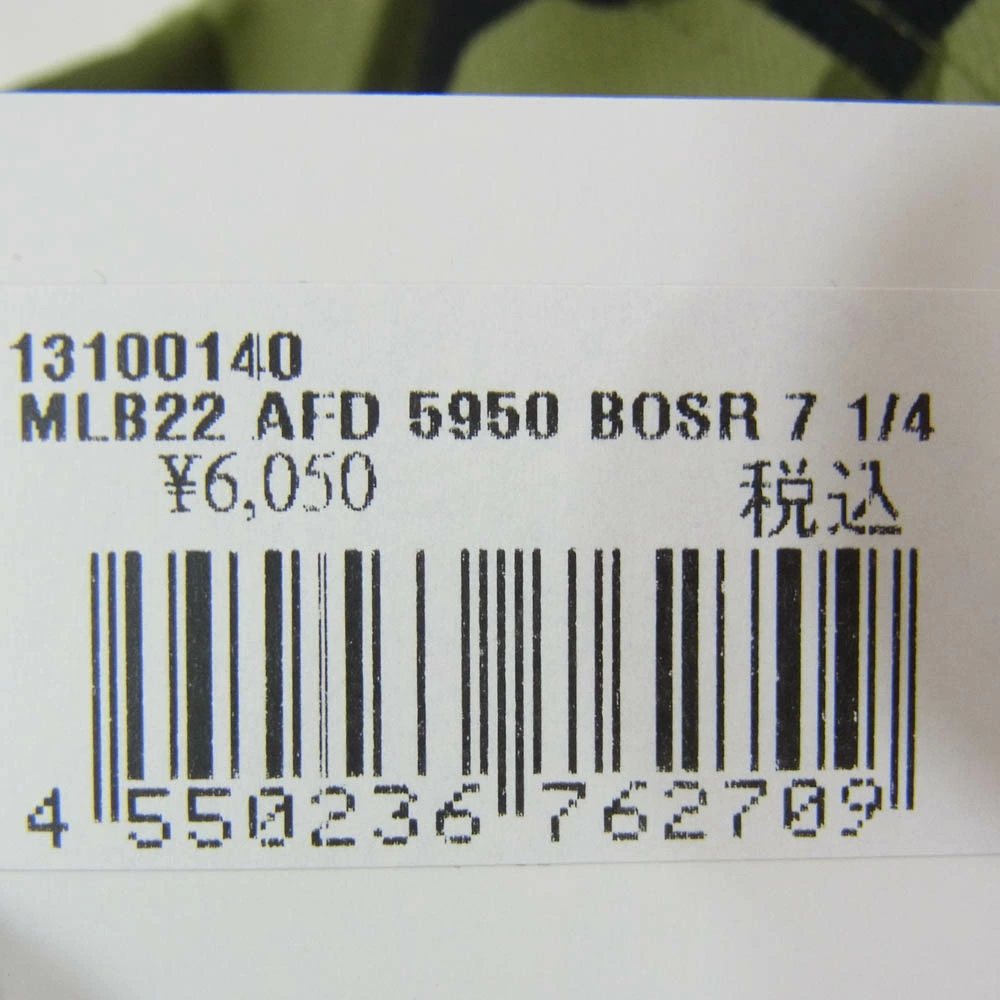 13100140
MLB22 AFD 5950 BOSR 7 1/4
¥6,050 税込
4 550236 762709